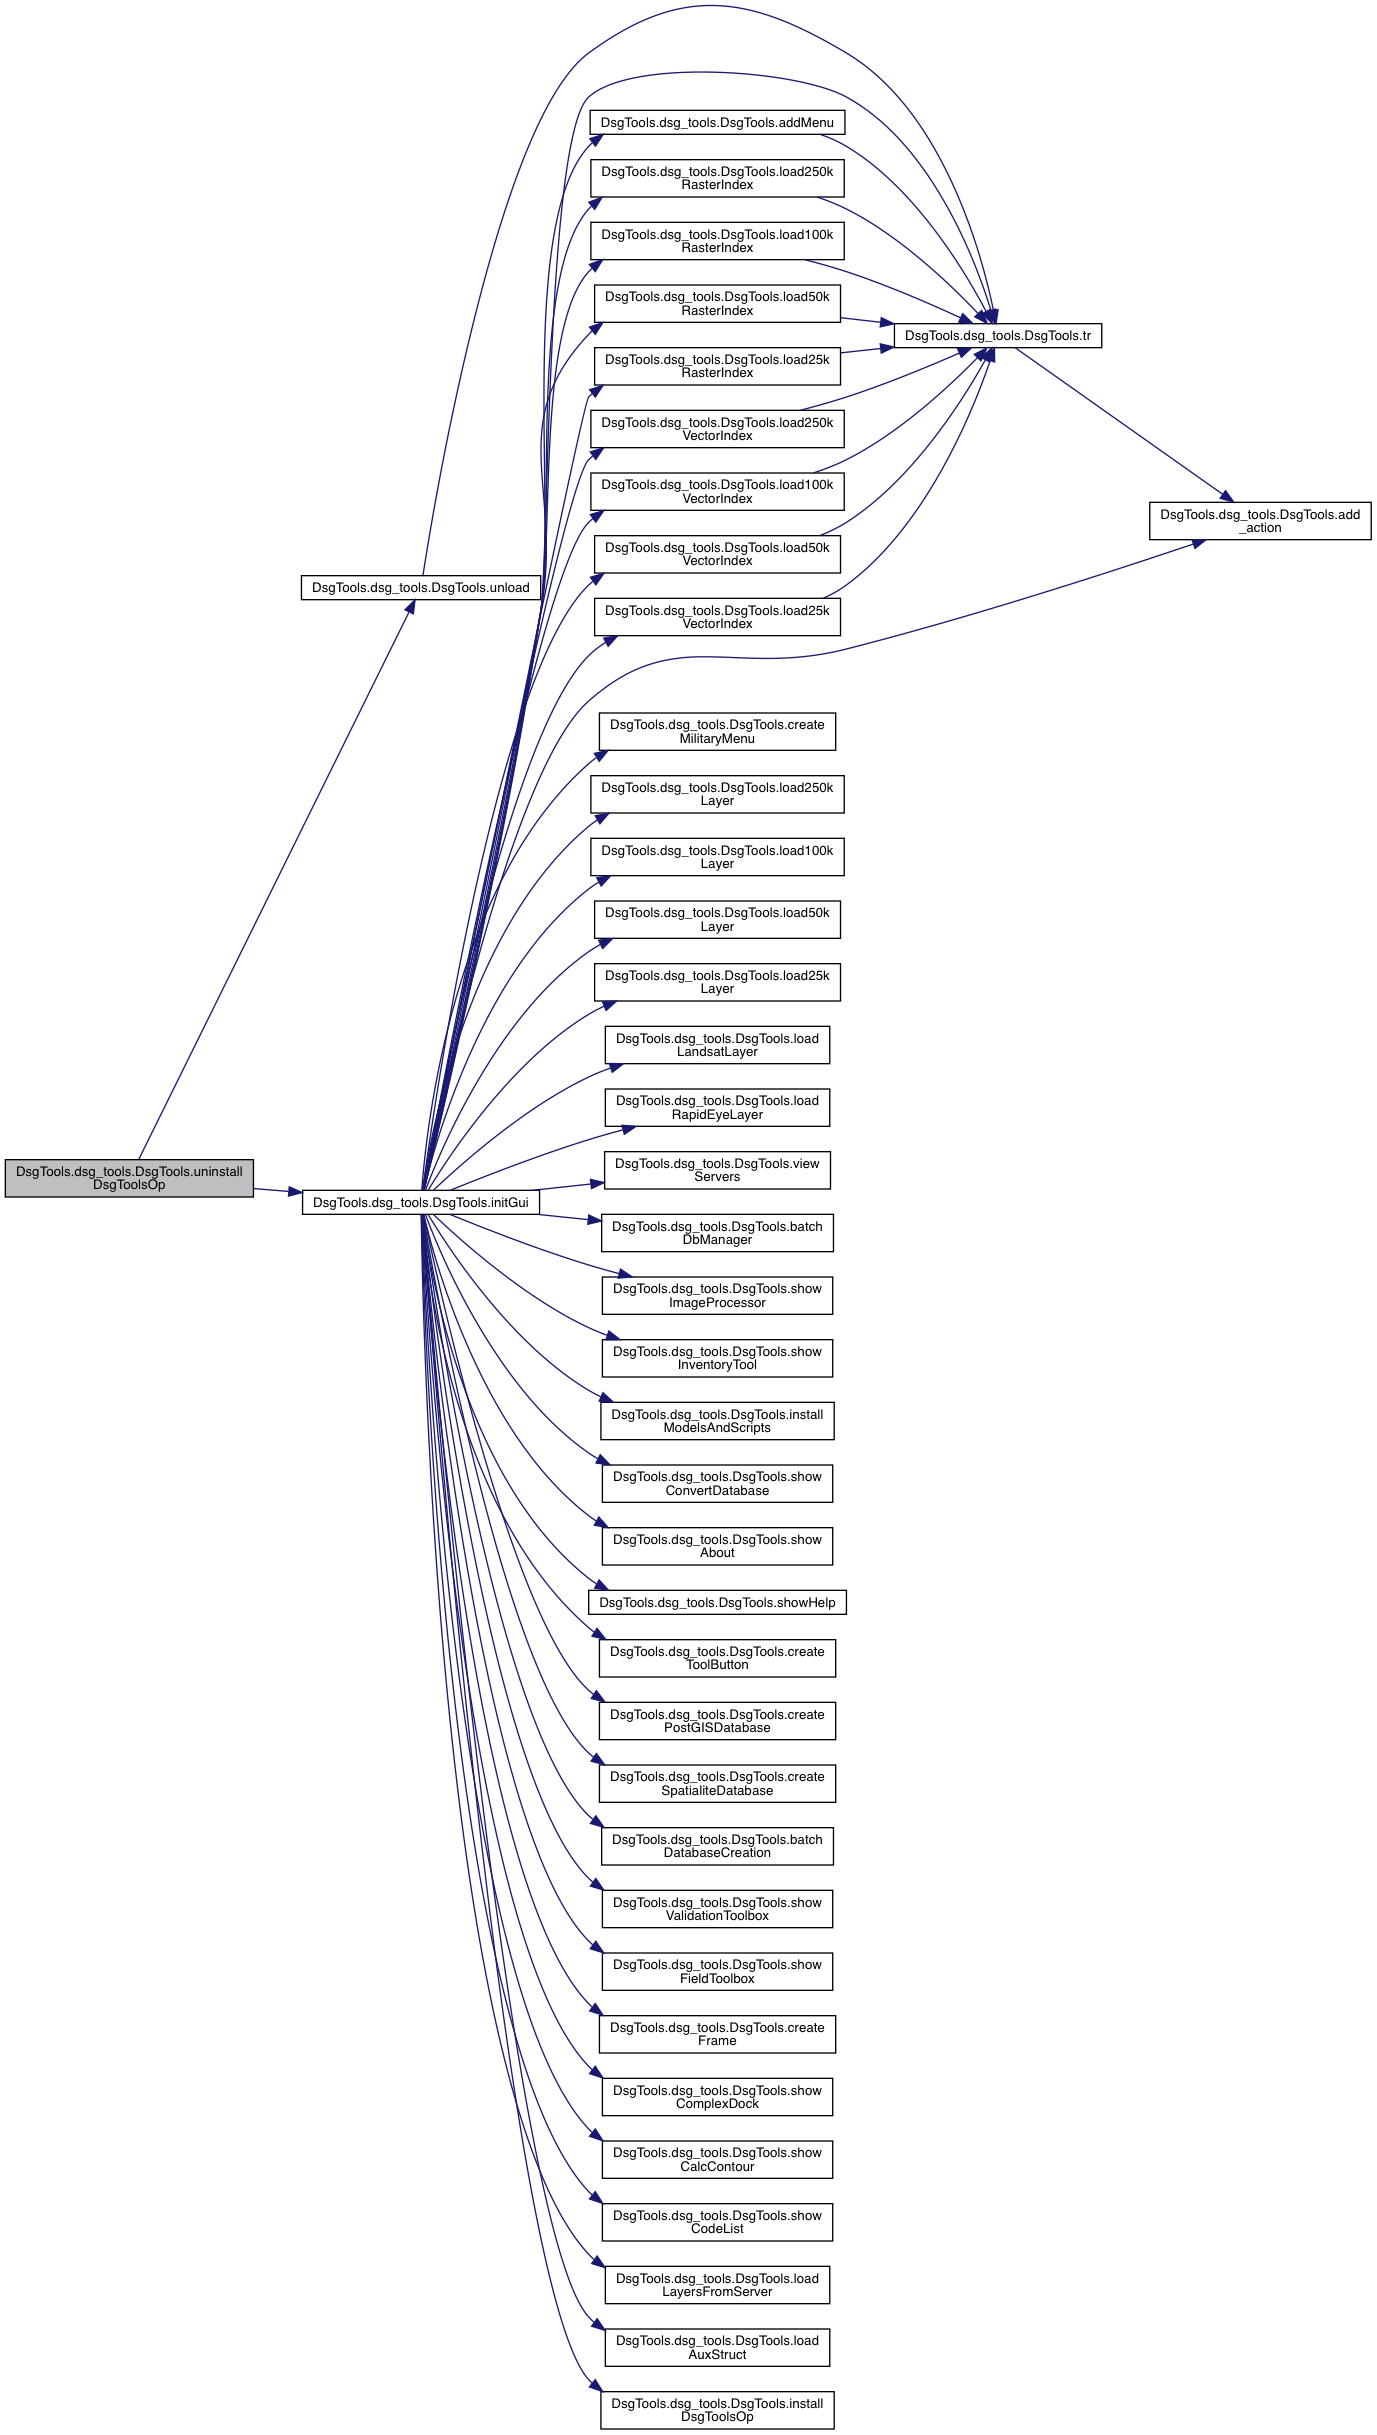 DsgTools.dsg_tools.DsgTools.addMenu
DsgTools.dsg_tools.DsgTools.load250k
RasterIndex
DsgTools.dsg_tools.DsgTools.load100k
RasterIndex
DsgTools.dsg_tools.DsgTools.load50k
RasterIndex
DsgTools.dsg_tools.DsgTools.tr
DsgTools.dsg_tools.DsgTools.load25k
RasterIndex
DsgTools.dsg_tools.DsgTools.load250k
VectorIndex
DsgTools.dsg_tools.DsgTools.load100k
VectorIndex
DsgTools.dsg_tools.DsgTools.add
_action
DsgTools.dsg_tools.DsgTools.load50k
VectorIndex
DsgTools.dsg_tools.DsgTools.unload
DsgTools.dsg_tools.DsgTools.load25k
VectorIndex
DsgTools.dsg_tools.DsgTools.create
MilitaryMenu
DsgTools.dsg_tools.DsgTools.load250k
Layer
DsgTools.dsg_tools.DsgTools.load100k
Layer
DsgTools.dsg_tools.DsgTools.load50k
Layer
DsgTools.dsg_tools.DsgTools.load25k
Layer
DsgTools.dsg_tools.DsgTools.load
LandsatLayer
DsgTools.dsg_tools.DsgTools.load
RapidEyeLayer
DsgTools.dsg_tools.DsgTools.uninstall
DsgToolsOp
DsgTools.dsg_tools.DsgTools.initGui
DsgTools.dsg_tools.DsgTools.view
Servers
DsgTools.dsg_tools.DsgTools.batch
DbManager
DsgTools.dsg_tools.DsgTools.show
ImageProcessor
DsgTools.dsg_tools.DsgTools.show
InventoryTool
DsgTools.dsg_tools.DsgTools.install
ModelsAndScripts
DsgTools.dsg_tools.DsgTools.show
ConvertDatabase
DsgTools.dsg_tools.DsgTools.show
About
DsgTools.dsg_tools.DsgTools.showHelp
DsgTools.dsg_tools.DsgTools.create
ToolButton
DsgTools.dsg_tools.DsgTools.create
PostGISDatabase
DsgTools.dsg_tools.DsgTools.create
SpatialiteDatabase
DsgTools.dsg_tools.DsgTools.batch
DatabaseCreation
DsgTools.dsg_tools.DsgTools.show
ValidationToolbox
DsgTools.dsg_tools.DsgTools.show
FieldToolbox
DsgTools.dsg_tools.DsgTools.create
Frame
DsgTools.dsg_tools.DsgTools.show
ComplexDock
DsgTools.dsg_tools.DsgTools.show
CalcContour
DsgTools.dsg_tools.DsgTools.show
CodeList
DsgTools.dsg_tools.DsgTools.load
LayersFromServer
DsgTools.dsg_tools.DsgTools.load
AuxStruct
DsgTools.dsg_tools.DsgTools.install
DsgToolsOp